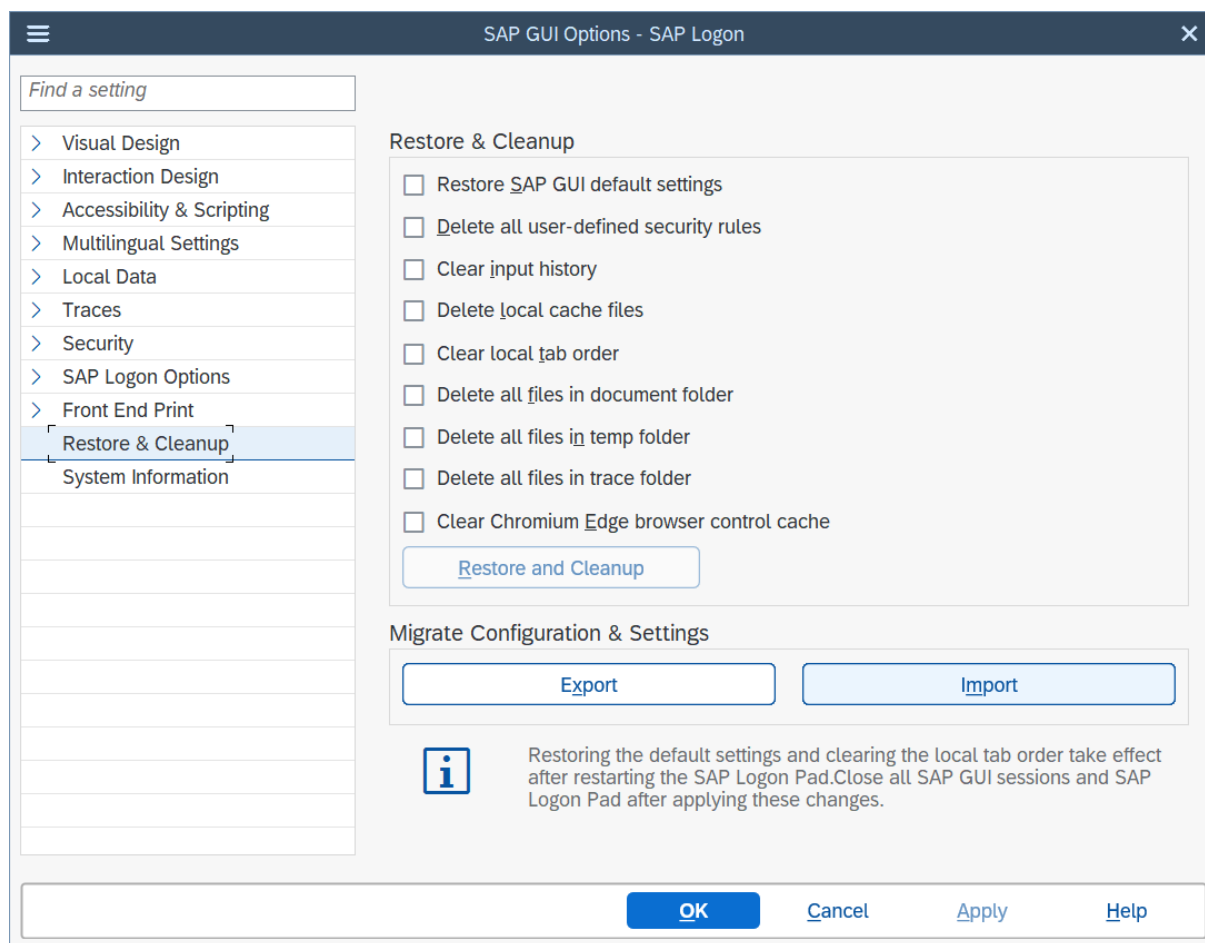 SAP GUI Options - SAP Logon
Find a setting
Visual Design
Interaction Design
Accessibility & Scripting
Multilingual Settings
Local Data
Traces
Security
SAP Logon Options
Front End Print
Restore & Cleanup
System Information
Restore & Cleanup
Restore SAP GUI default settings
Delete all user-defined security rules
Clear input history
Delete local cache files
Clear local tab order
Delete all files in document folder
Delete all files in temp folder
Delete all files in trace folder
Clear Chromium Edge browser control cache
Restore and Cleanup
Migrate Configuration & Settings
Export
Import
Restoring the default settings and clearing the local tab order take effect
after restarting the SAP Logon Pad.Close all SAP GUI sessions and SAP
Logon Pad after applying these changes.
OK
Cancel
Apply
Help